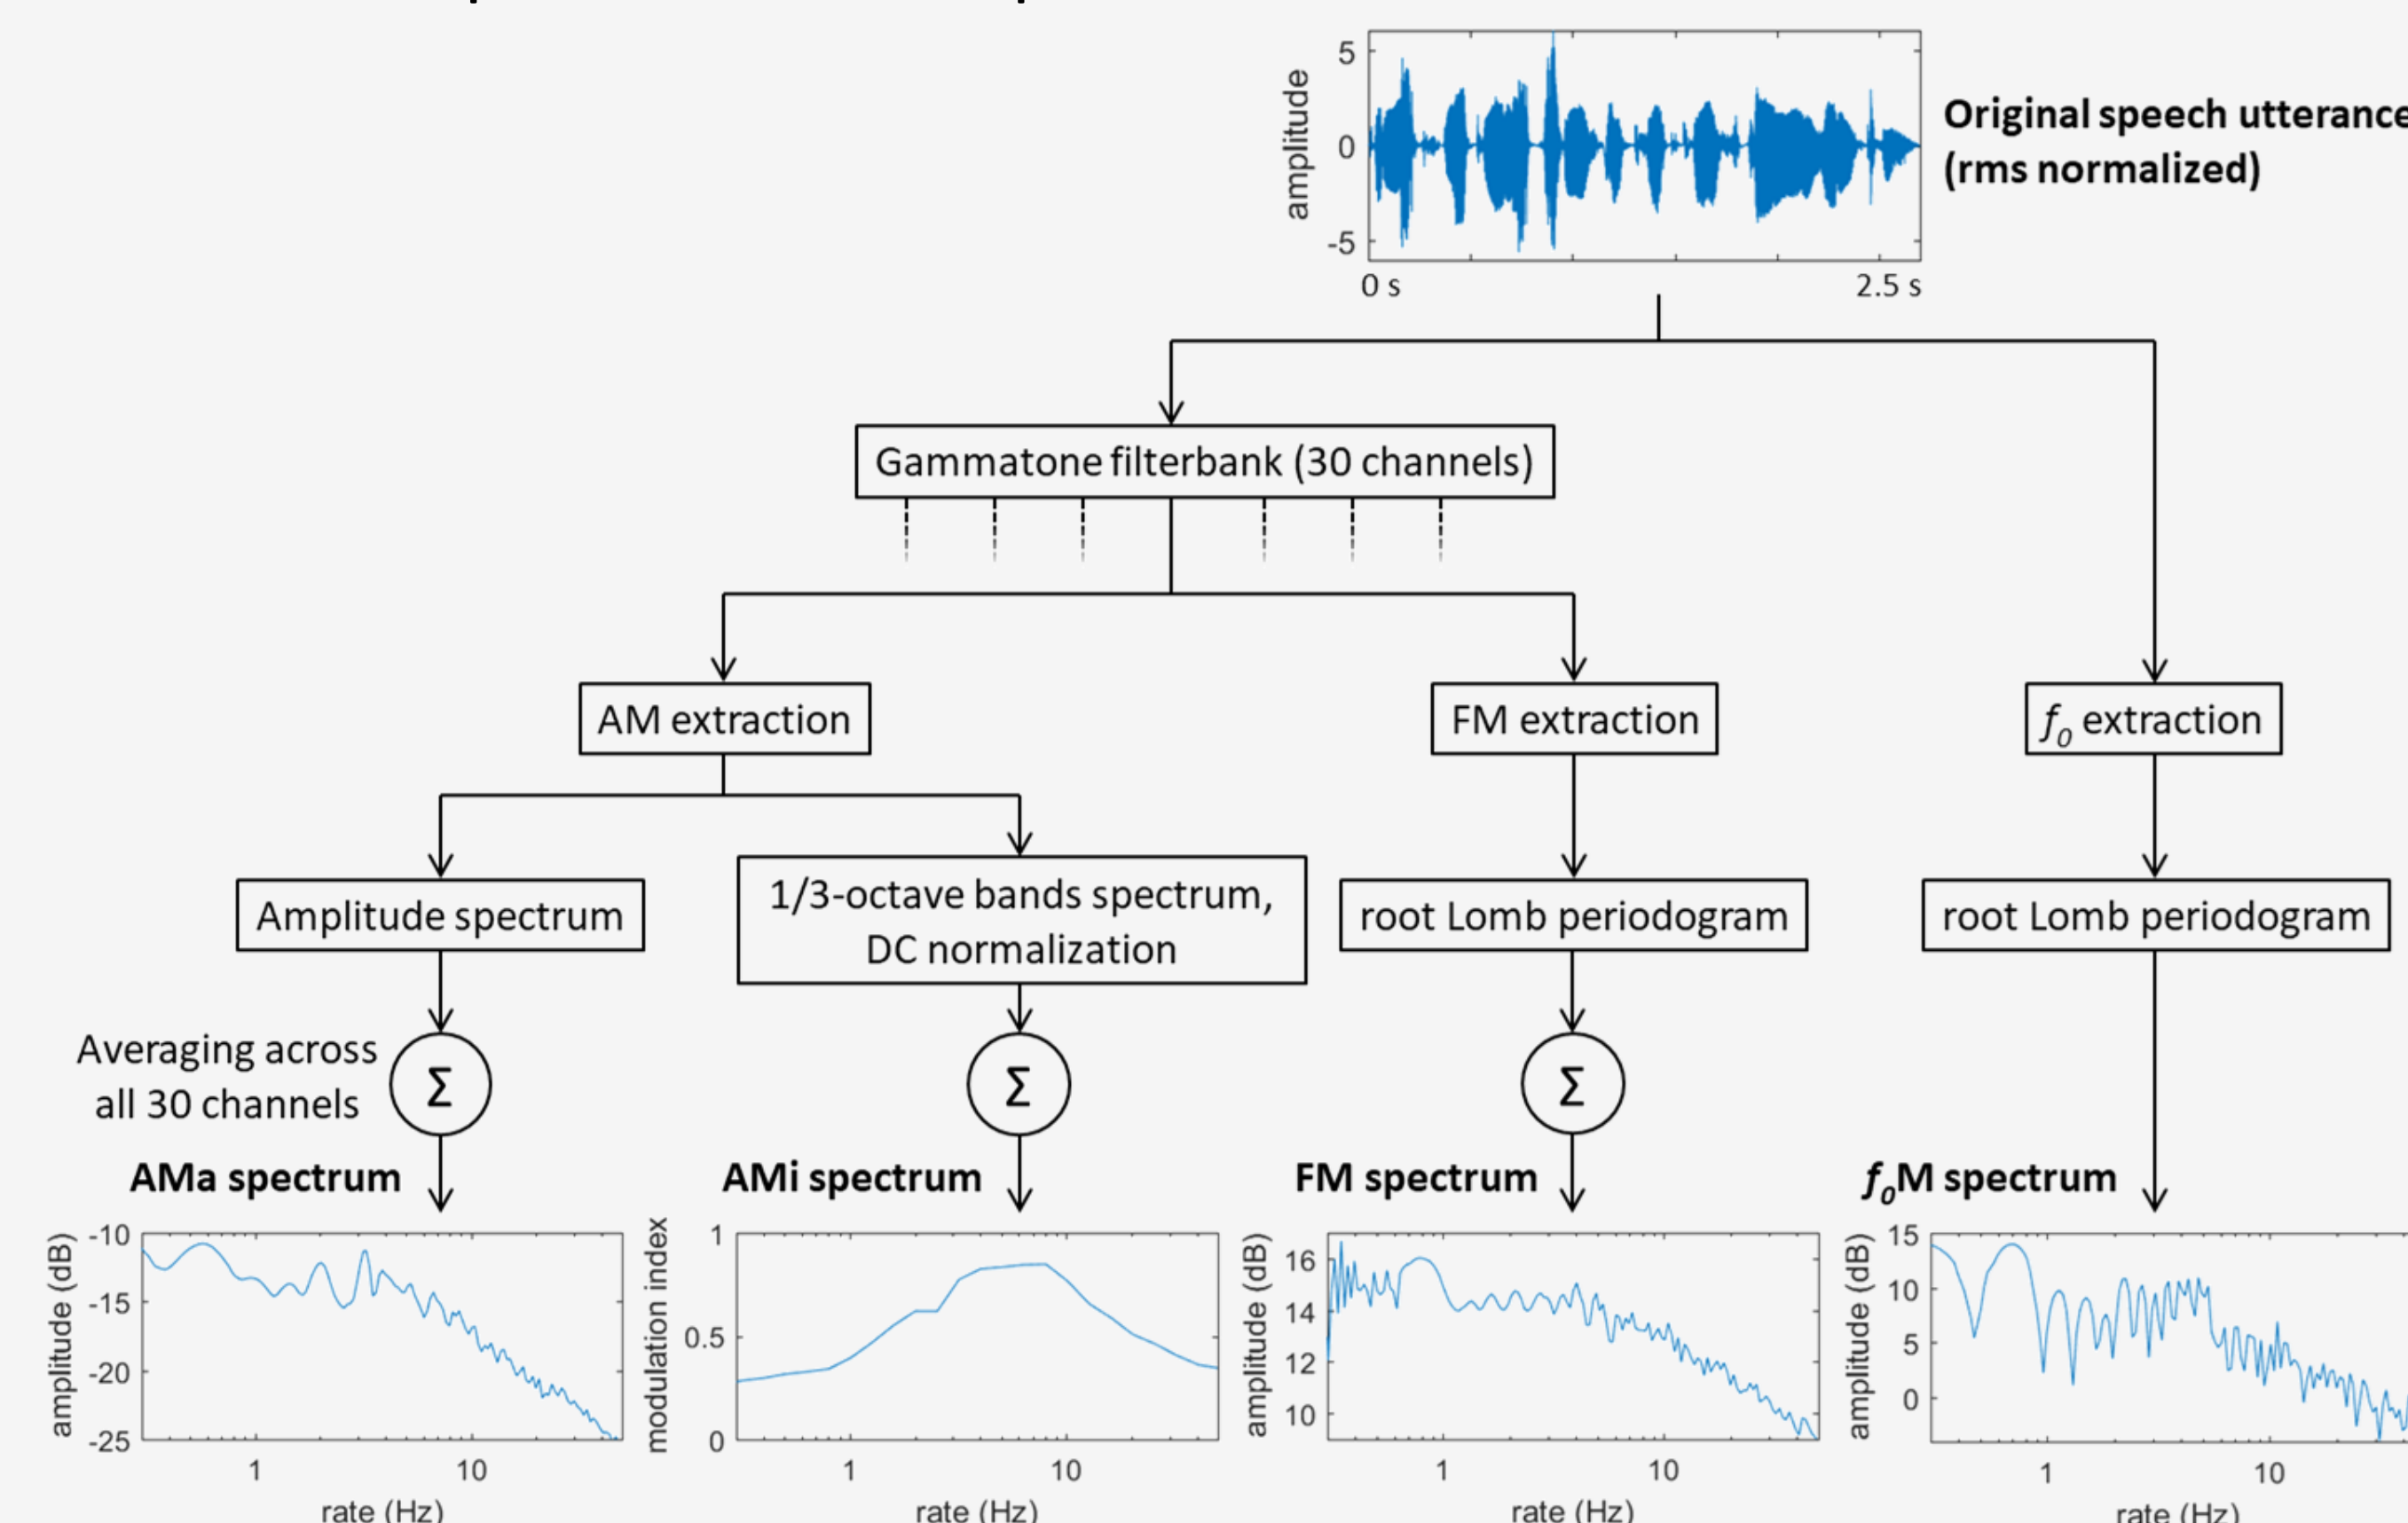 5
0
-5
amplitude
0 s
2.5 s
Original speech utterance
(rms normalized)
Gammatone filterbank (30 channels)
AM extraction
FM extraction
f0 extraction
Amplitude spectrum
1/3-octave bands spectrum,
DC normalization
root Lomb periodogram
root Lomb periodogram
Averaging across
all 30 channels
Σ
Σ
Σ
AMa spectrum
AMi spectrum
FM spectrum
f0M spectrum
amplitude (dB)
-10
-15
-20
-25
1
10
rate (Hz)
modulation index
1
0.5
0
1
10
rate (Hz)
amplitude (dB)
16
14
12
10
1
10
rate (Hz)
amplitude (dB)
15
10
5
0
1
10
rate (Hz)